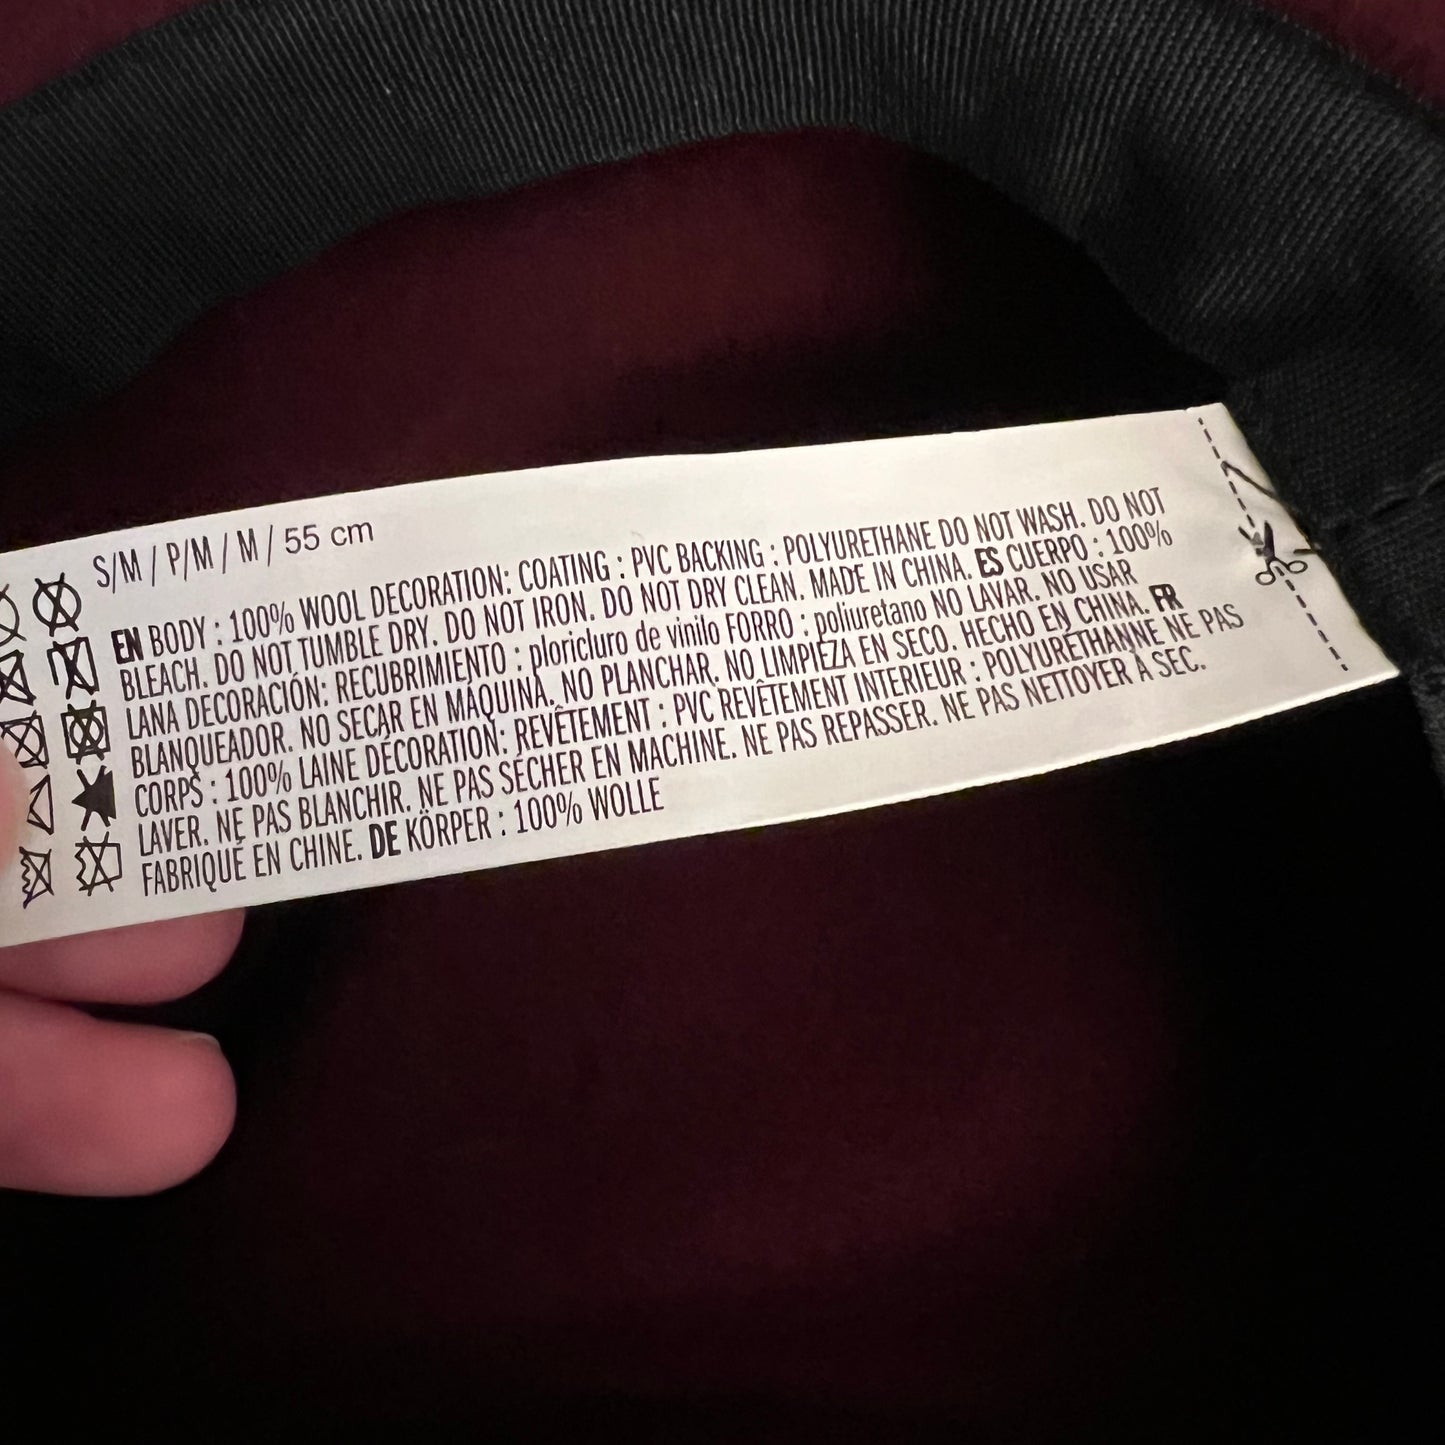 S/M / P/M / M / 55 cm
EN BODY : 100% WOOL DECORATION: COATING : PVC BACKING : POLYURETHANE DO NOT WASH. DO NOT
BLEACH. DO NOT TUMBLE DRY. DO NOT IRON. DO NOT DRY CLEAN. MADE IN CHINA. ES CUERPO : 100%
LANA DECORACIÓN: RECUBRIMIENTO : ploricluro de vinilo FORRO : poliuretano NO LAVAR. NO USAR
BLANQUEADOR. NO SECAR EN MÁQUINA. NO PLANCHAR. NO LIMPIEZA EN SECO. HECHO EN CHINA. FR
CORPS : 100% LAINE DÉCORATION: REVÊTEMENT : PVC REVÊTEMENT INTERIEUR : POLYURÉTHANNE NE PAS
LAVER. NE PAS BLANCHIR. NE PAS SÉCHER EN MACHINE. NE PAS REPASSER. NE PAS NETTOYER À SEC.
FABRIQUÉ EN CHINE. DE KÖRPER : 100% WOLLE